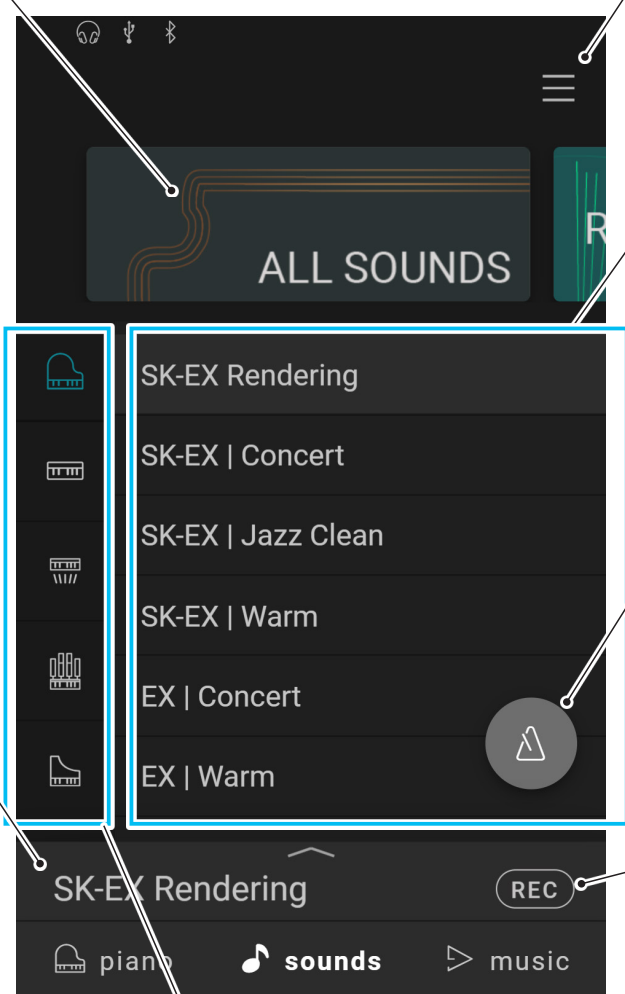 ALL SOUNDS
R
SK-EX Rendering
SK-EX | Concert
SK-EX | Jazz Clean
SK-EX | Warm
EX | Concert
EX | Warm
SK-EX Rendering
REC
piano
sounds
music